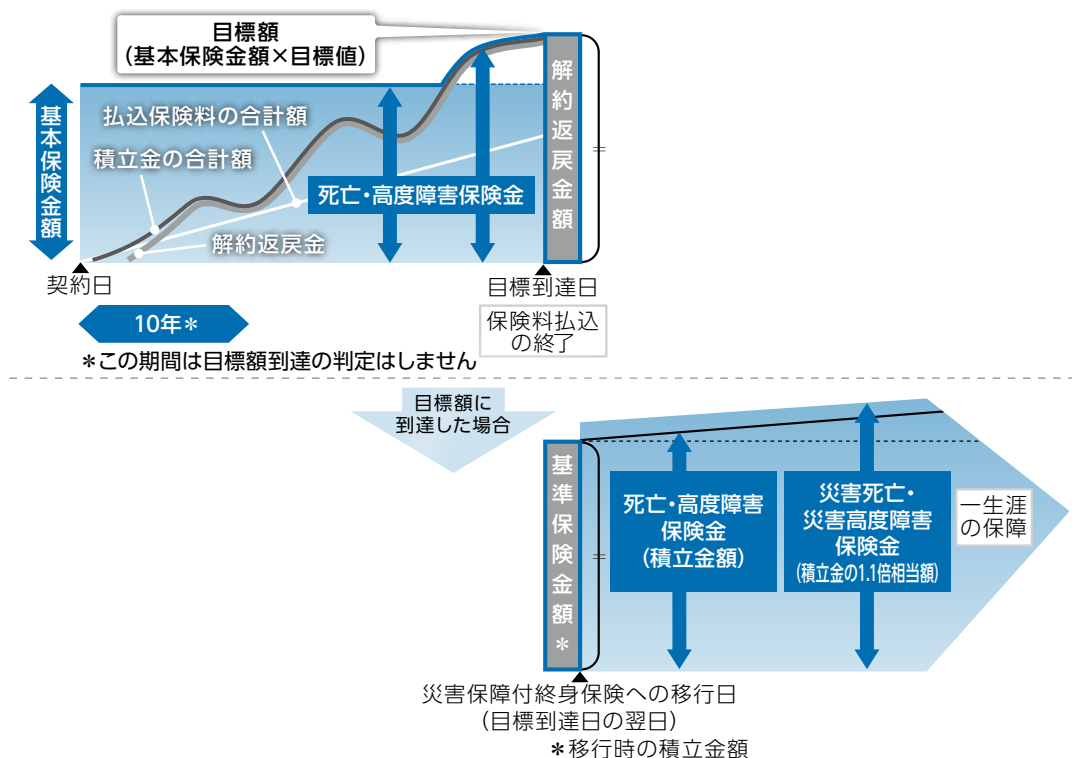 目標額
(基本保険金額×目標値)
基本保険金額
払込保険料の合計額
積立金の合計額
死亡・高度障害保険金
解約返戻金
解約返戻金額
=
契約日
目標到達日
10年*
保険料払込
の終了
*この期間は目標額到達の判定はしません
目標額に
到達した場合
基準保険金額*
=
死亡・高度障害
保険金
(積立金額)
災害死亡・
災害高度障害
保険金
(積立金の1.1倍相当額)
一生涯
の保障
災害保障付終身保険への移行日
(目標到達日の翌日)
*移行時の積立金額